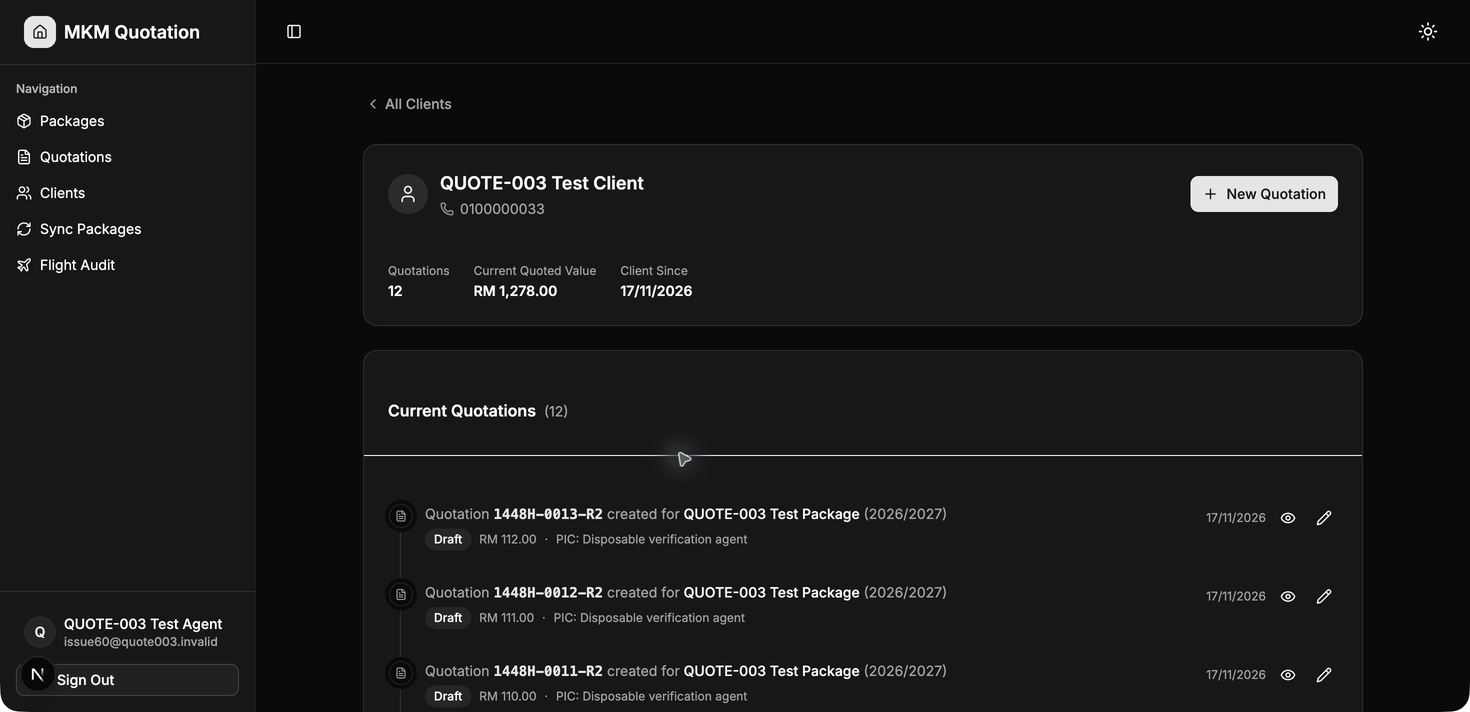 MKM Quotation
Navigation
Packages
Quotations
Clients
Sync Packages
Flight Audit
QUOTE-003 Test Agent
Q
issue60@quote003.invalid
N
Sign Out
All Clients
QUOTE-003 Test Client
0100000033
New Quotation
Quotations Current Quoted Value Client Since
12 RM 1,278.00 17/11/2026
Current Quotations (12)
Quotation 1448H–0013–R2 created for QUOTE-003 Test Package (2026/2027)
17/11/2026
Draft RM 112.00 · PIC: Disposable verification agent
Quotation 1448H–0012–R2 created for QUOTE-003 Test Package (2026/2027)
17/11/2026
Draft RM 111.00 · PIC: Disposable verification agent
Quotation 1448H–0011–R2 created for QUOTE-003 Test Package (2026/2027)
17/11/2026
Draft RM 110.00 · PIC: Disposable verification agent